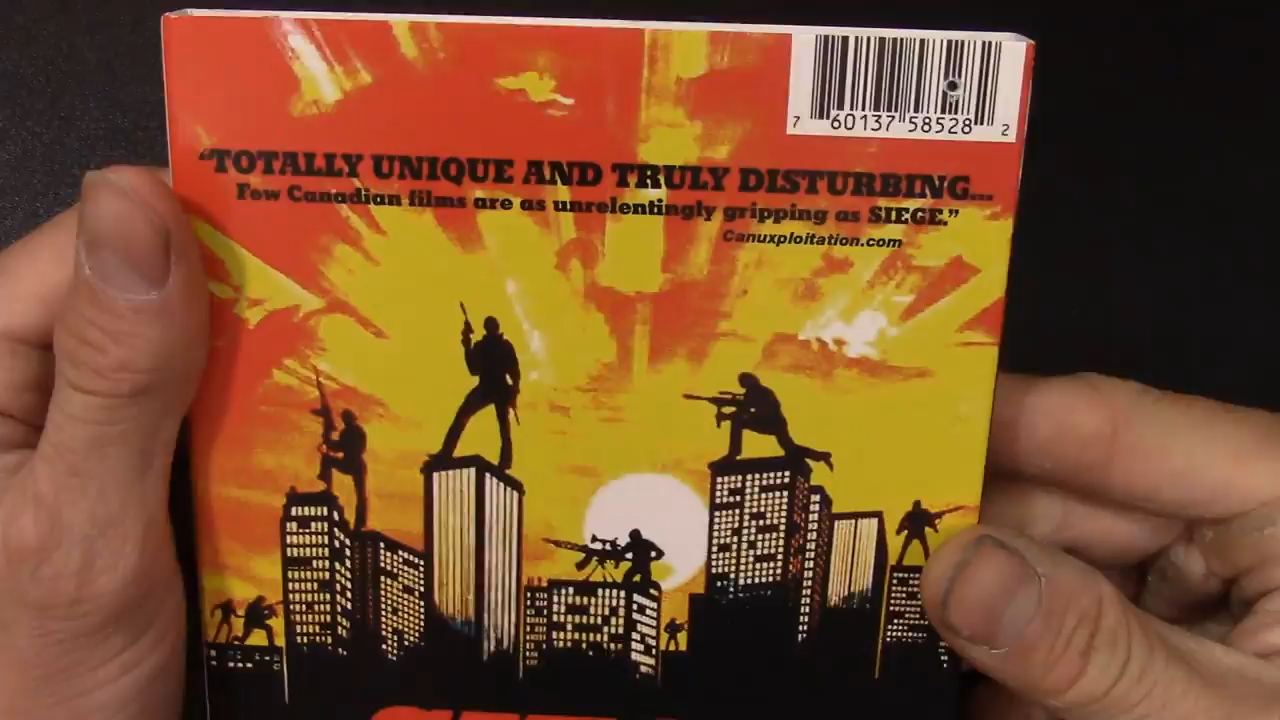 7 60137 58528 2
“TOTALLY UNIQUE AND TRULY DISTURBING...
Few Canadian films are as unrelentingly gripping as SIEGE.”
Canuxploitation.com